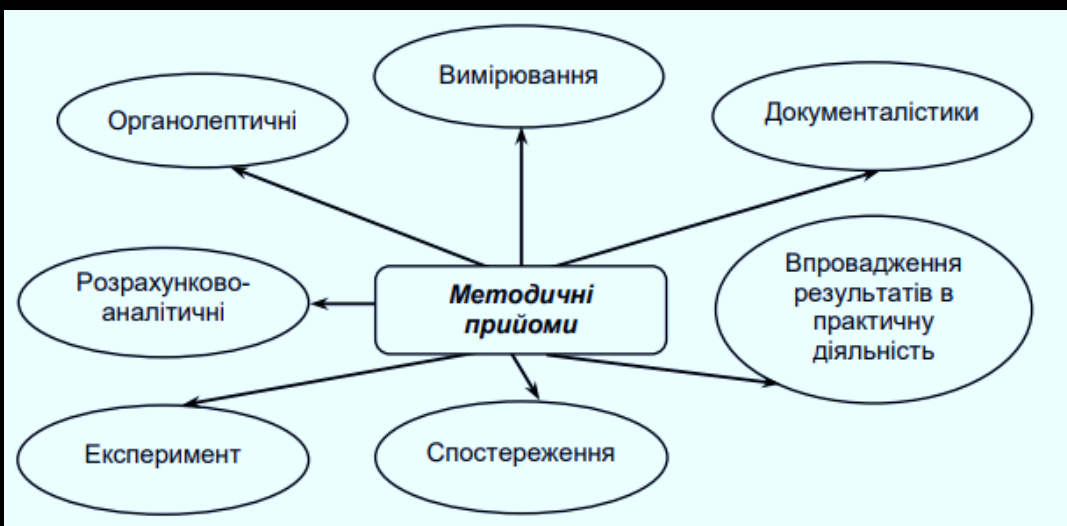 Вимірювання
Органолептичні
Документалістики
Розрахунково-
аналітичні
Методичні
прийоми
Впровадження
результатів в
практичну
діяльність
Експеримент
Спостереження